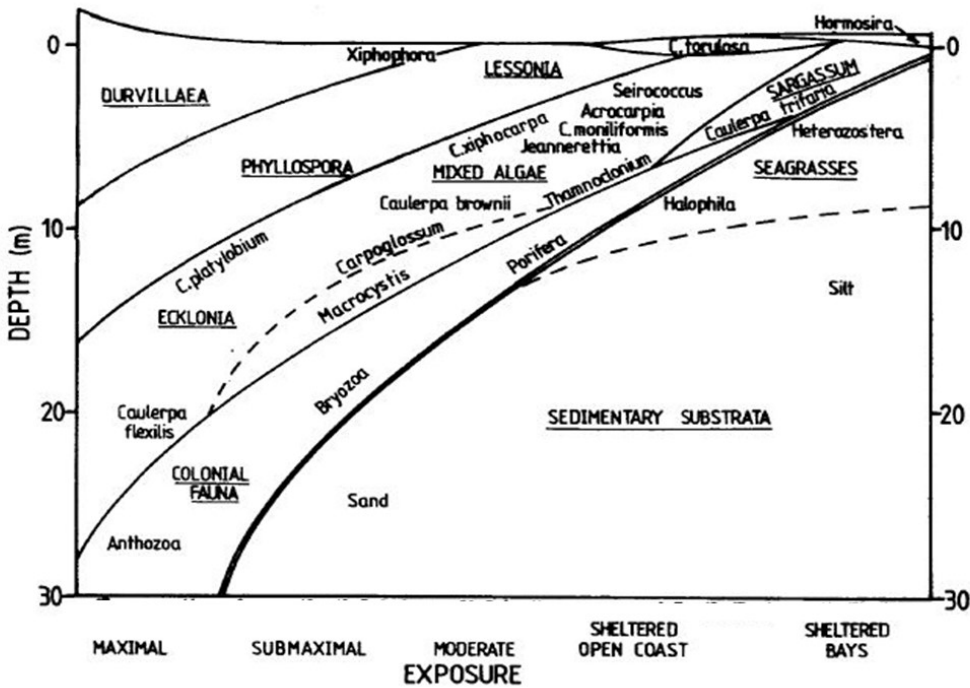 Hormosira
0
Xiphophora
C. torulosa
0
LESSONIA
DURVILLAEA
SARGASSUM
Seirococcus
Acrocarpia
C. moniliformis
Jeannerettia
Caulerpa trifaria
Heterozostera
C.xiphocarpa
PHYLLOSPORA
MIXED ALGAE
Thamnoclonium
SEAGRASSES
Caulerpa brownii
Halophila
10
Carpoglossum
Porifera
10
C. platylobium
Macrocystis
Silt
ECKLONIA
DEPTH (m)
Bryozoa
20
Caulerpa
flexilis
SEDIMENTARY SUBSTRATA
20
COLONIAL
FAUNA
Sand
Anthozoa
30
30
MAXIMAL
SUBMAXIMAL
MODERATE
SHELTERED
OPEN COAST
SHELTERED
BAYS
EXPOSURE